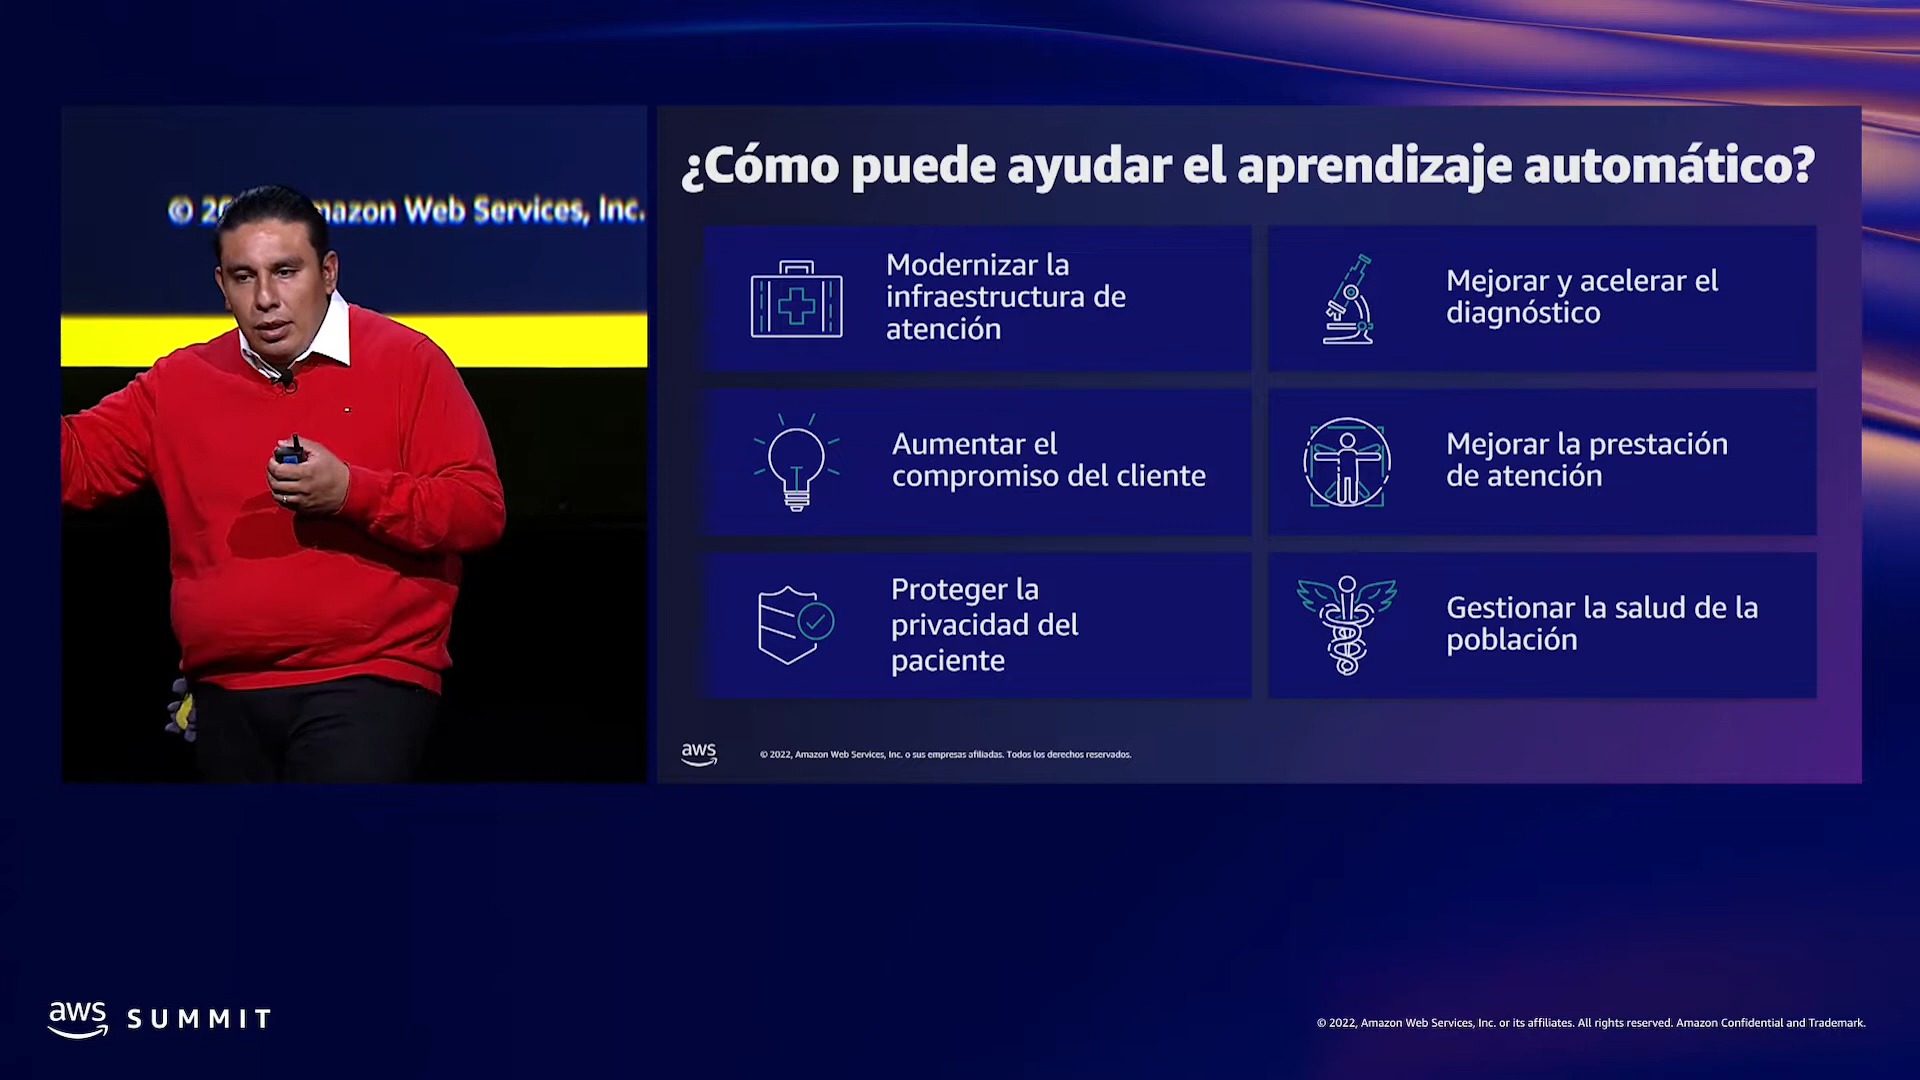 © 20 mazon Web Services, Inc.
¿Cómo puede ayudar el aprendizaje automático?
Modernizar la
infraestructura de
atención
Mejorar y acelerar el
diagnóstico
Aumentar el
compromiso del cliente
Mejorar la prestación
de atención
Proteger la
privacidad del
paciente
Gestionar la salud de la
población
aws
© 2022, Amazon Web Services, Inc. o sus empresas afiliadas. Todos los derechos reservados.
aws SUMMIT
© 2022, Amazon Web Services, Inc. or its affiliates. All rights reserved. Amazon Confidential and Trademark.